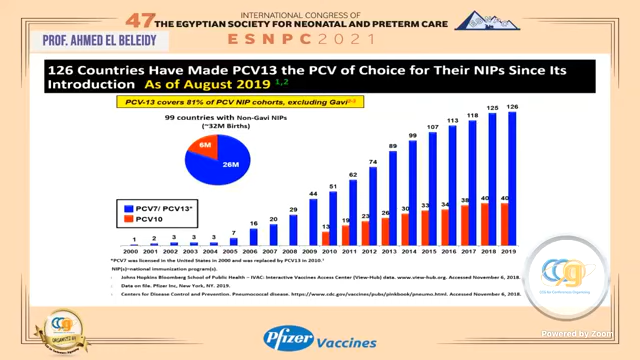 INTERNATIONAL CONGRESS OF
47 THE EGYPTIAN SOCIETY FOR NEONATAL AND PRETERM CARE
PROF. AHMED EL BELEIDY
ESNPC2021
126 Countries Have Made PCV13 the PCV of Choice for Their NIPs Since Its
Introduction As of August 2019 1,2
PCV-13 covers 81% of PCV NIP cohorts, excluding Gavi
99 countries with Non-Gavi NIPs
(~32M Births)
6M
26M
PCV7/ PCV13*
PCV10
1 2 3 3 3 7 16 20 29 44 51 62 74 89 99 107 113 118 125 126
13 19 23 26 30 33 34 38 40 40
2000 2001 2002 2003 2004 2005 2006 2007 2008 2009 2010 2011 2012 2013 2014 2015 2016 2017 2018 2019
*PCV7 was licensed in the United States in 2000 and was replaced by PCV13 in 2010.1
NIP(s)=national immunization program(s).
Johns Hopkins Bloomberg School of Public Health - IVAC: Interactive Vaccines Access Center (View-Hub) data. www.view-hub.org. Accessed November 6, 2018.
Data on file. Pfizer Inc, New York, NY. 2019.
Centers for Disease Control and Prevention. Pneumococcal disease. https://www.cdc.gov/vaccines/pubs/pinkbook/pneumo.html. Accessed November 6, 2018.
Powered by Zoom
ORGANIZED BY
Pfizer Vaccines